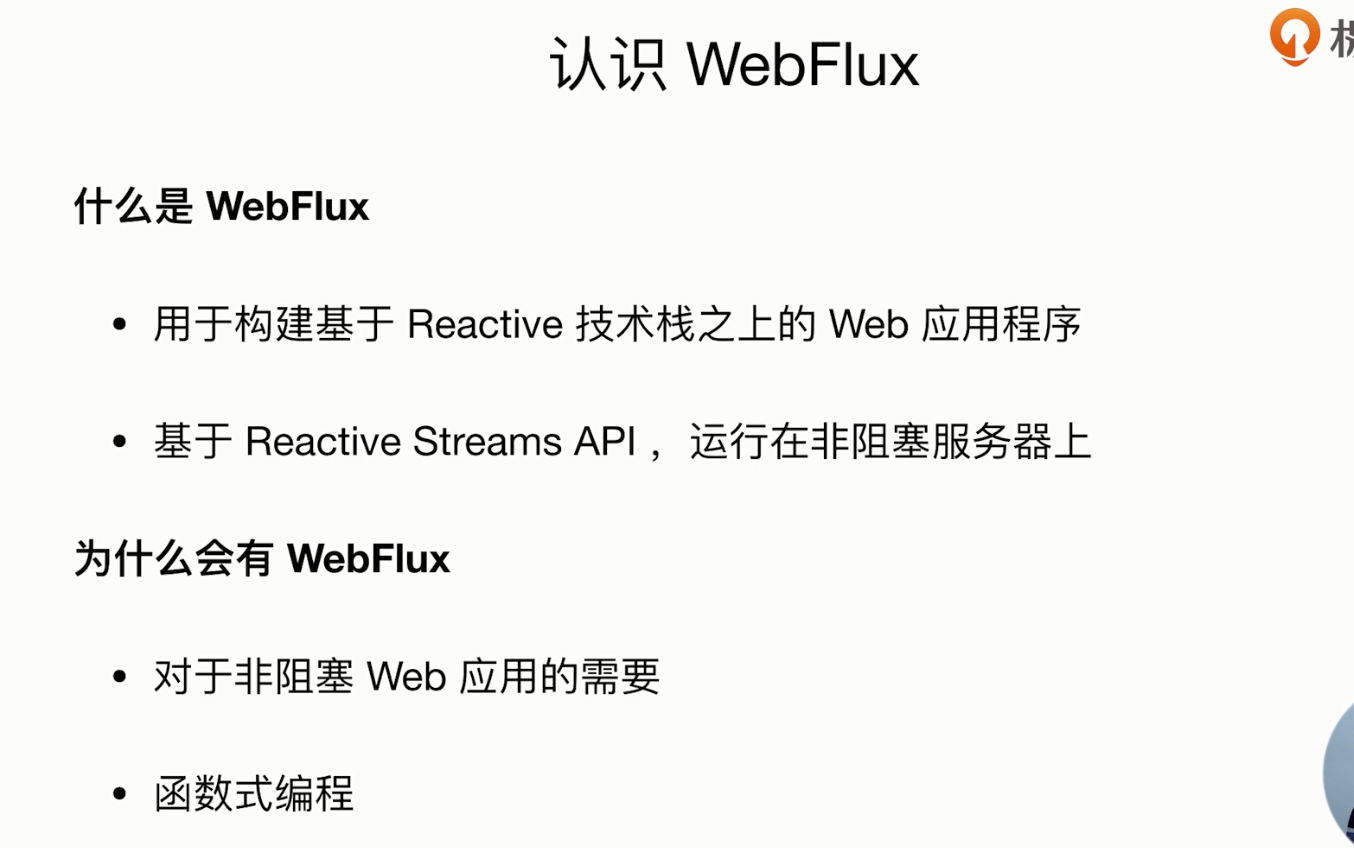 认识 WebFlux
什么是 WebFlux
• 用于构建基于 Reactive 技术栈之上的 Web 应用程序
• 基于 Reactive Streams API ，运行在非阻塞服务器上
为什么会有 WebFlux
• 对于非阻塞 Web 应用的需要
• 函数式编程